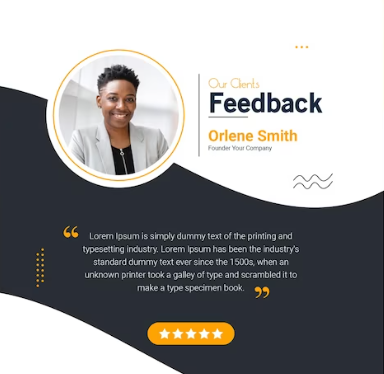 Our Clients
Feedback
Orlene Smith
Founder Your Company
“ Lorem Ipsum is simply dummy text of the printing and
typesetting industry. Lorem Ipsum has been the industry's
standard dummy text ever since the 1500s, when an
unknown printer took a galley of type and scrambled it to
make a type specimen book. ”